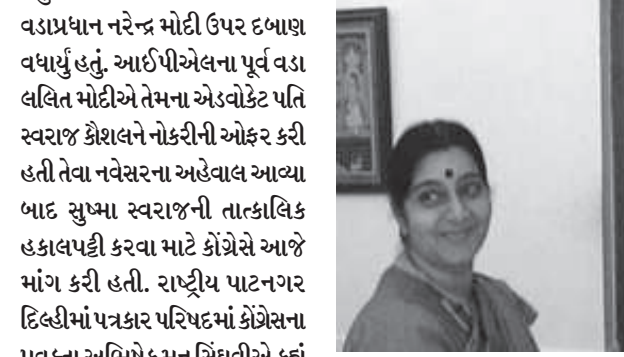 વડાપ્રધાન નરેન્દ્ર મોદી ઉપર દબાણ
વધાર્યું હતું. આઈપીએલના પૂર્વ વડા
લલિત મોદીએ તેમના એડવોકેટ પતિ
સ્વરાજ કૌશલને નોકરીની ઓફર કરી
હતી તેવા નવેસરના અહેવાલ આવ્યા
બાદ સુષ્મા સ્વરાજની તાત્કાલિક
હકાલપટ્ટી કરવા માટે કોંગ્રેસે આજે
માંગ કરી હતી. રાષ્ટ્રીય પાટનગર
દિલ્હીમાં પત્રકાર પરિષદમાં કોંગ્રેસના